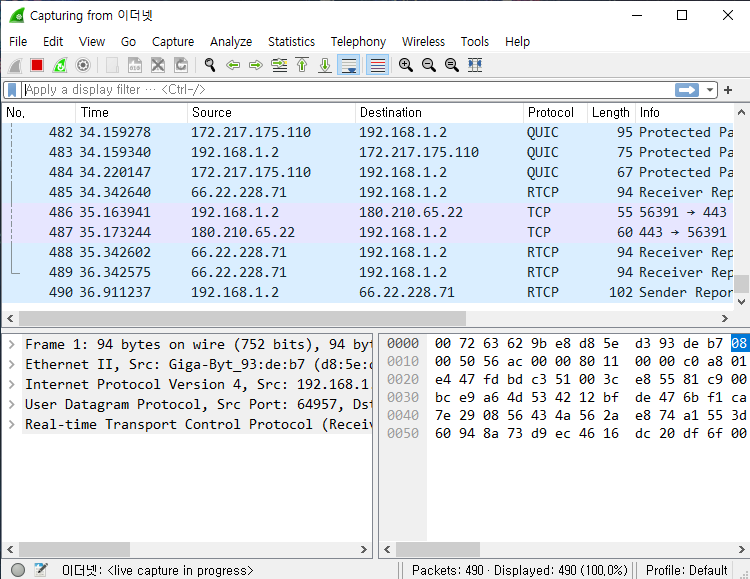 Capturing from 이더넷
File Edit View Go Capture Analyze Statistics Telephony Wireless Tools Help
Apply a display filter ··· <Ctrl-/>
No. Time Source Destination Protocol Length Info
482 34.159278 172.217.175.110 192.168.1.2 QUIC 95 Protected Pa
483 34.159340 192.168.1.2 172.217.175.110 QUIC 75 Protected Pa
484 34.220147 172.217.175.110 192.168.1.2 QUIC 67 Protected Pa
485 34.342640 66.22.228.71 192.168.1.2 RTCP 94 Receiver Rep
486 35.163941 192.168.1.2 180.210.65.22 TCP 55 56391 → 443
487 35.173244 180.210.65.22 192.168.1.2 TCP 60 443 → 56391
488 35.342602 66.22.228.71 192.168.1.2 RTCP 94 Receiver Rep
489 36.342575 66.22.228.71 192.168.1.2 RTCP 94 Receiver Rep
490 36.911237 192.168.1.2 66.22.228.71 RTCP 102 Sender Repor
Frame 1: 94 bytes on wire (752 bits), 94 byt
Ethernet II, Src: Giga-Byt_93:de:b7 (d8:5e:d
Internet Protocol Version 4, Src: 192.168.1.
User Datagram Protocol, Src Port: 64957, Dst
Real-time Transport Control Protocol (Receiv
0000 00 72 63 62 9b e8 d8 5e d3 93 de b7 08
0010 00 50 56 ac 00 00 80 11 00 00 c0 a8 01
0020 e4 47 fd bd c3 51 00 3c e8 55 81 c9 00
0030 bc e9 a6 4d 53 42 12 bf de 47 6b f1 ca
0040 7e 29 08 56 43 4a 56 2a e8 74 a1 55 3d
0050 60 94 8a 73 d9 ec 46 16 dc 20 df 6f 00
이더넷: <live capture in progress>
Packets: 490 · Displayed: 490 (100.0%)
Profile: Default